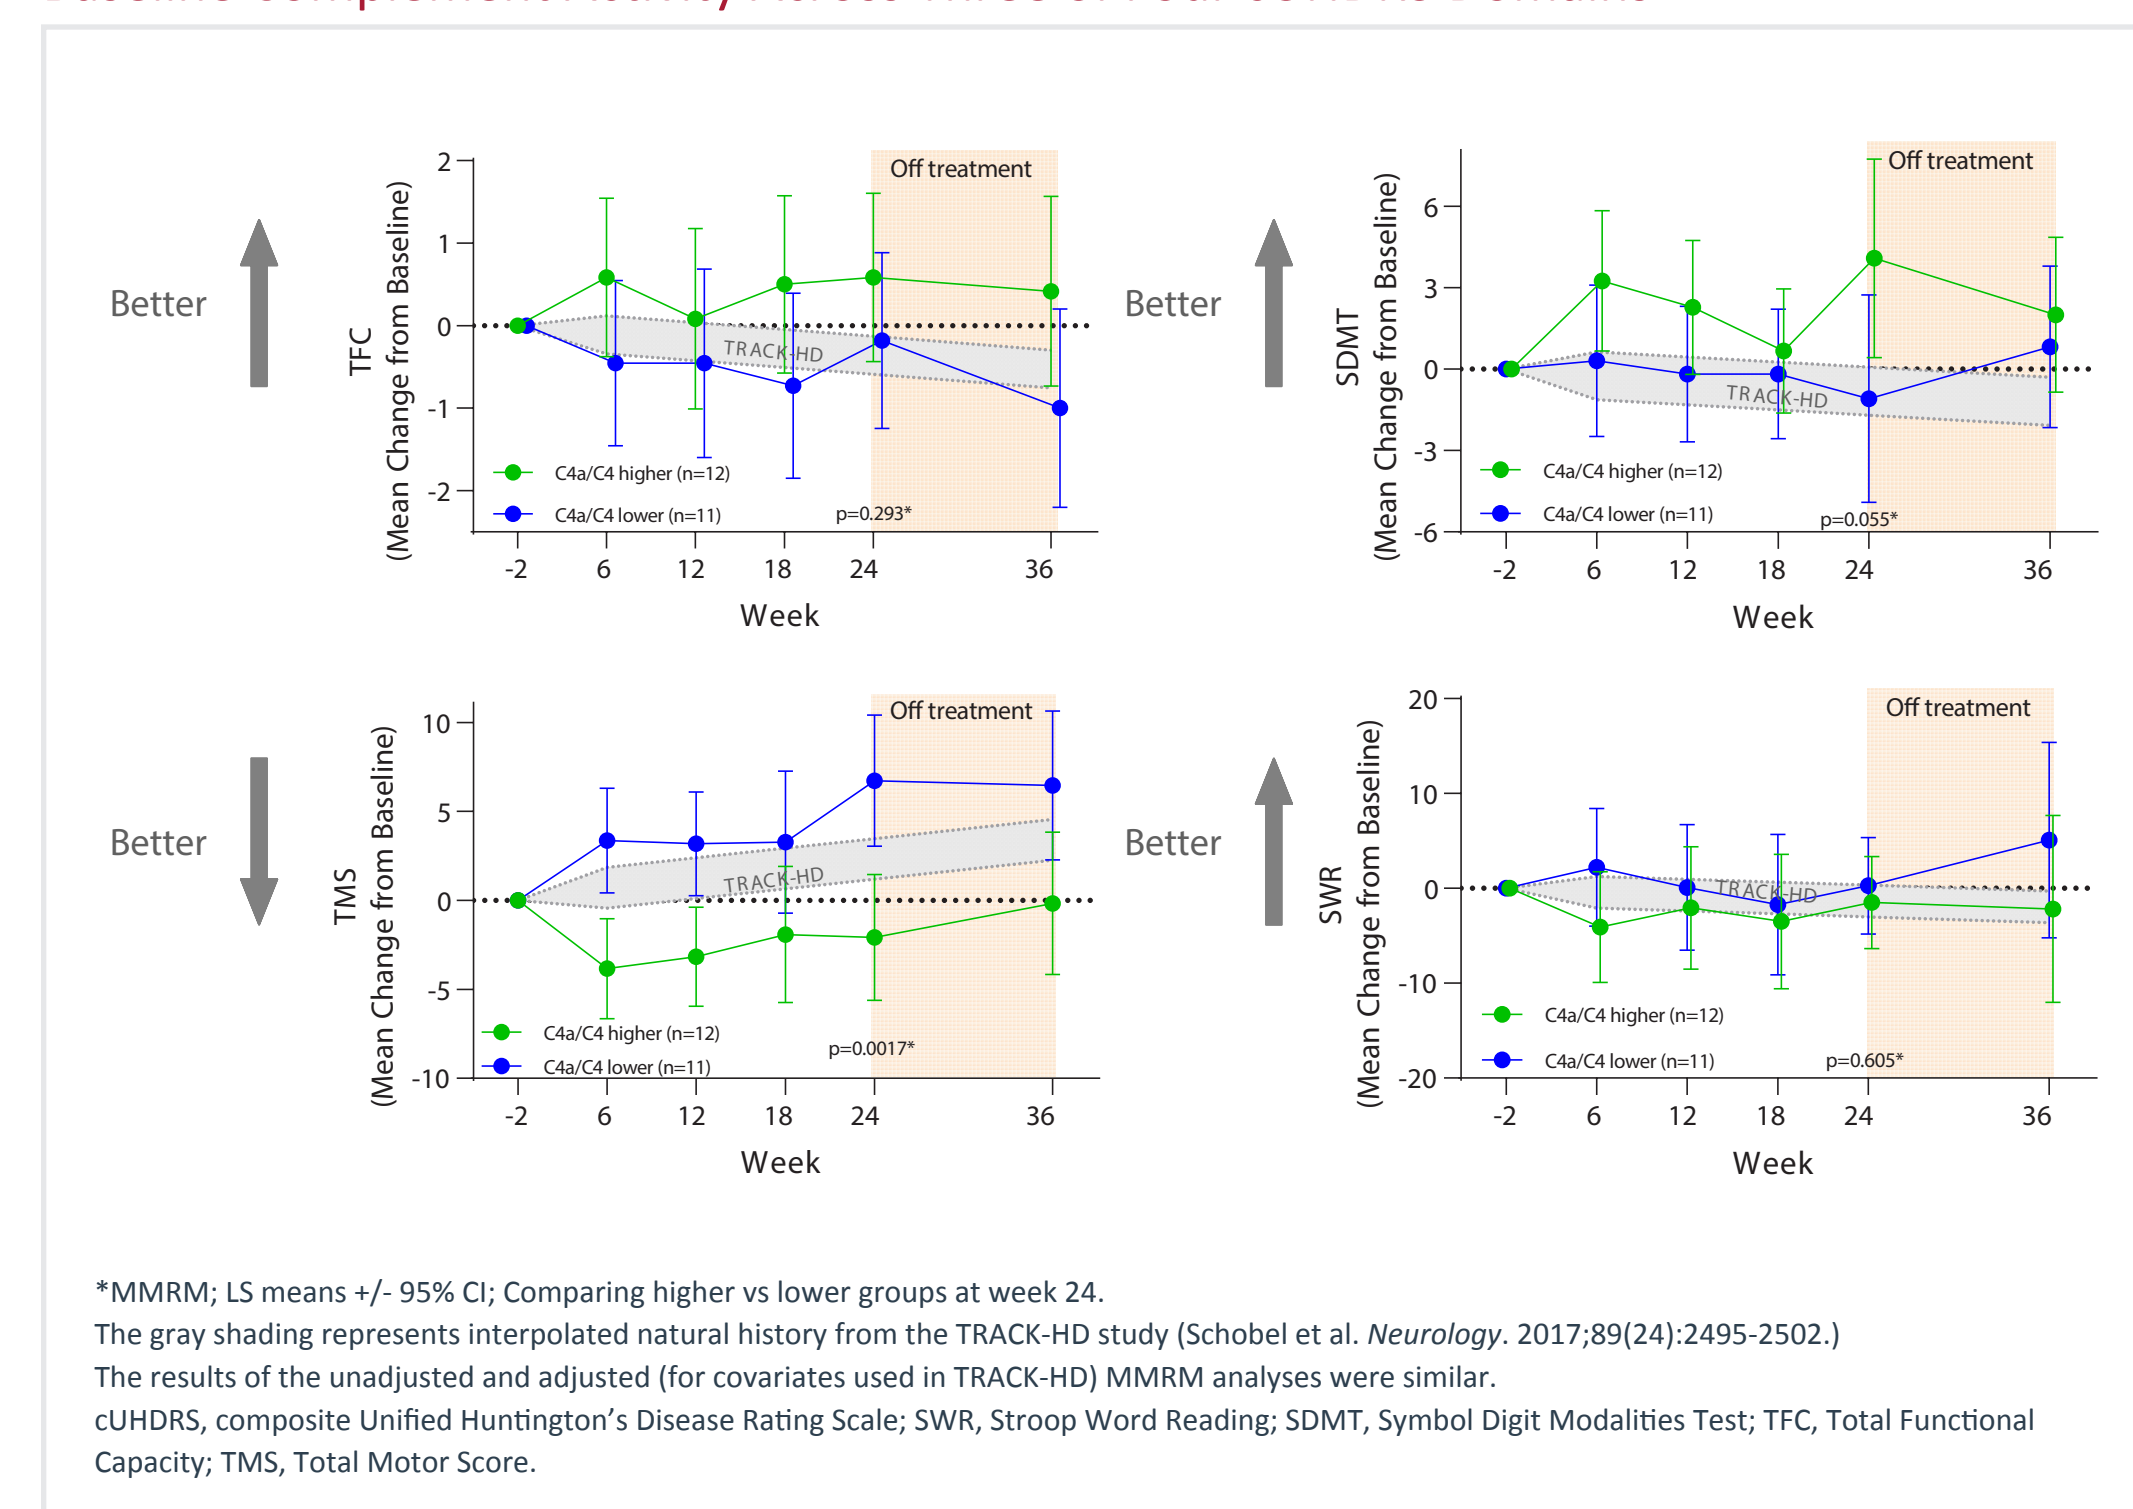 Baseline Complement Activity Across Three of Four cUHDRS Domains
Better
TFC
(Mean Change from Baseline)
2
1
0
-1
-2
Off treatment
TRACK-HD
C4a/C4 higher (n=12)
C4a/C4 lower (n=11)
p=0.293*
-2 6 12 18 24 36
Week
Better
SDMT
(Mean Change from Baseline)
6
3
0
-3
-6
Off treatment
TRACK-HD
C4a/C4 higher (n=12)
C4a/C4 lower (n=11)
p=0.055*
-2 6 12 18 24 36
Week
Better
TMS
(Mean Change from Baseline)
10
5
0
-5
-10
Off treatment
TRACK-HD
C4a/C4 higher (n=12)
C4a/C4 lower (n=11)
p=0.0017*
-2 6 12 18 24 36
Week
Better
SWR
(Mean Change from Baseline)
20
10
0
-10
-20
Off treatment
TRACK-HD
C4a/C4 higher (n=12)
C4a/C4 lower (n=11)
p=0.605*
-2 6 12 18 24 36
Week
*MMRM; LS means +/- 95% CI; Comparing higher vs lower groups at week 24.
The gray shading represents interpolated natural history from the TRACK-HD study (Schobel et al. Neurology. 2017;89(24):2495-2502.)
The results of the unadjusted and adjusted (for covariates used in TRACK-HD) MMRM analyses were similar.
cUHDRS, composite Unified Huntington’s Disease Rating Scale; SWR, Stroop Word Reading; SDMT, Symbol Digit Modalities Test; TFC, Total Functional
Capacity; TMS, Total Motor Score.